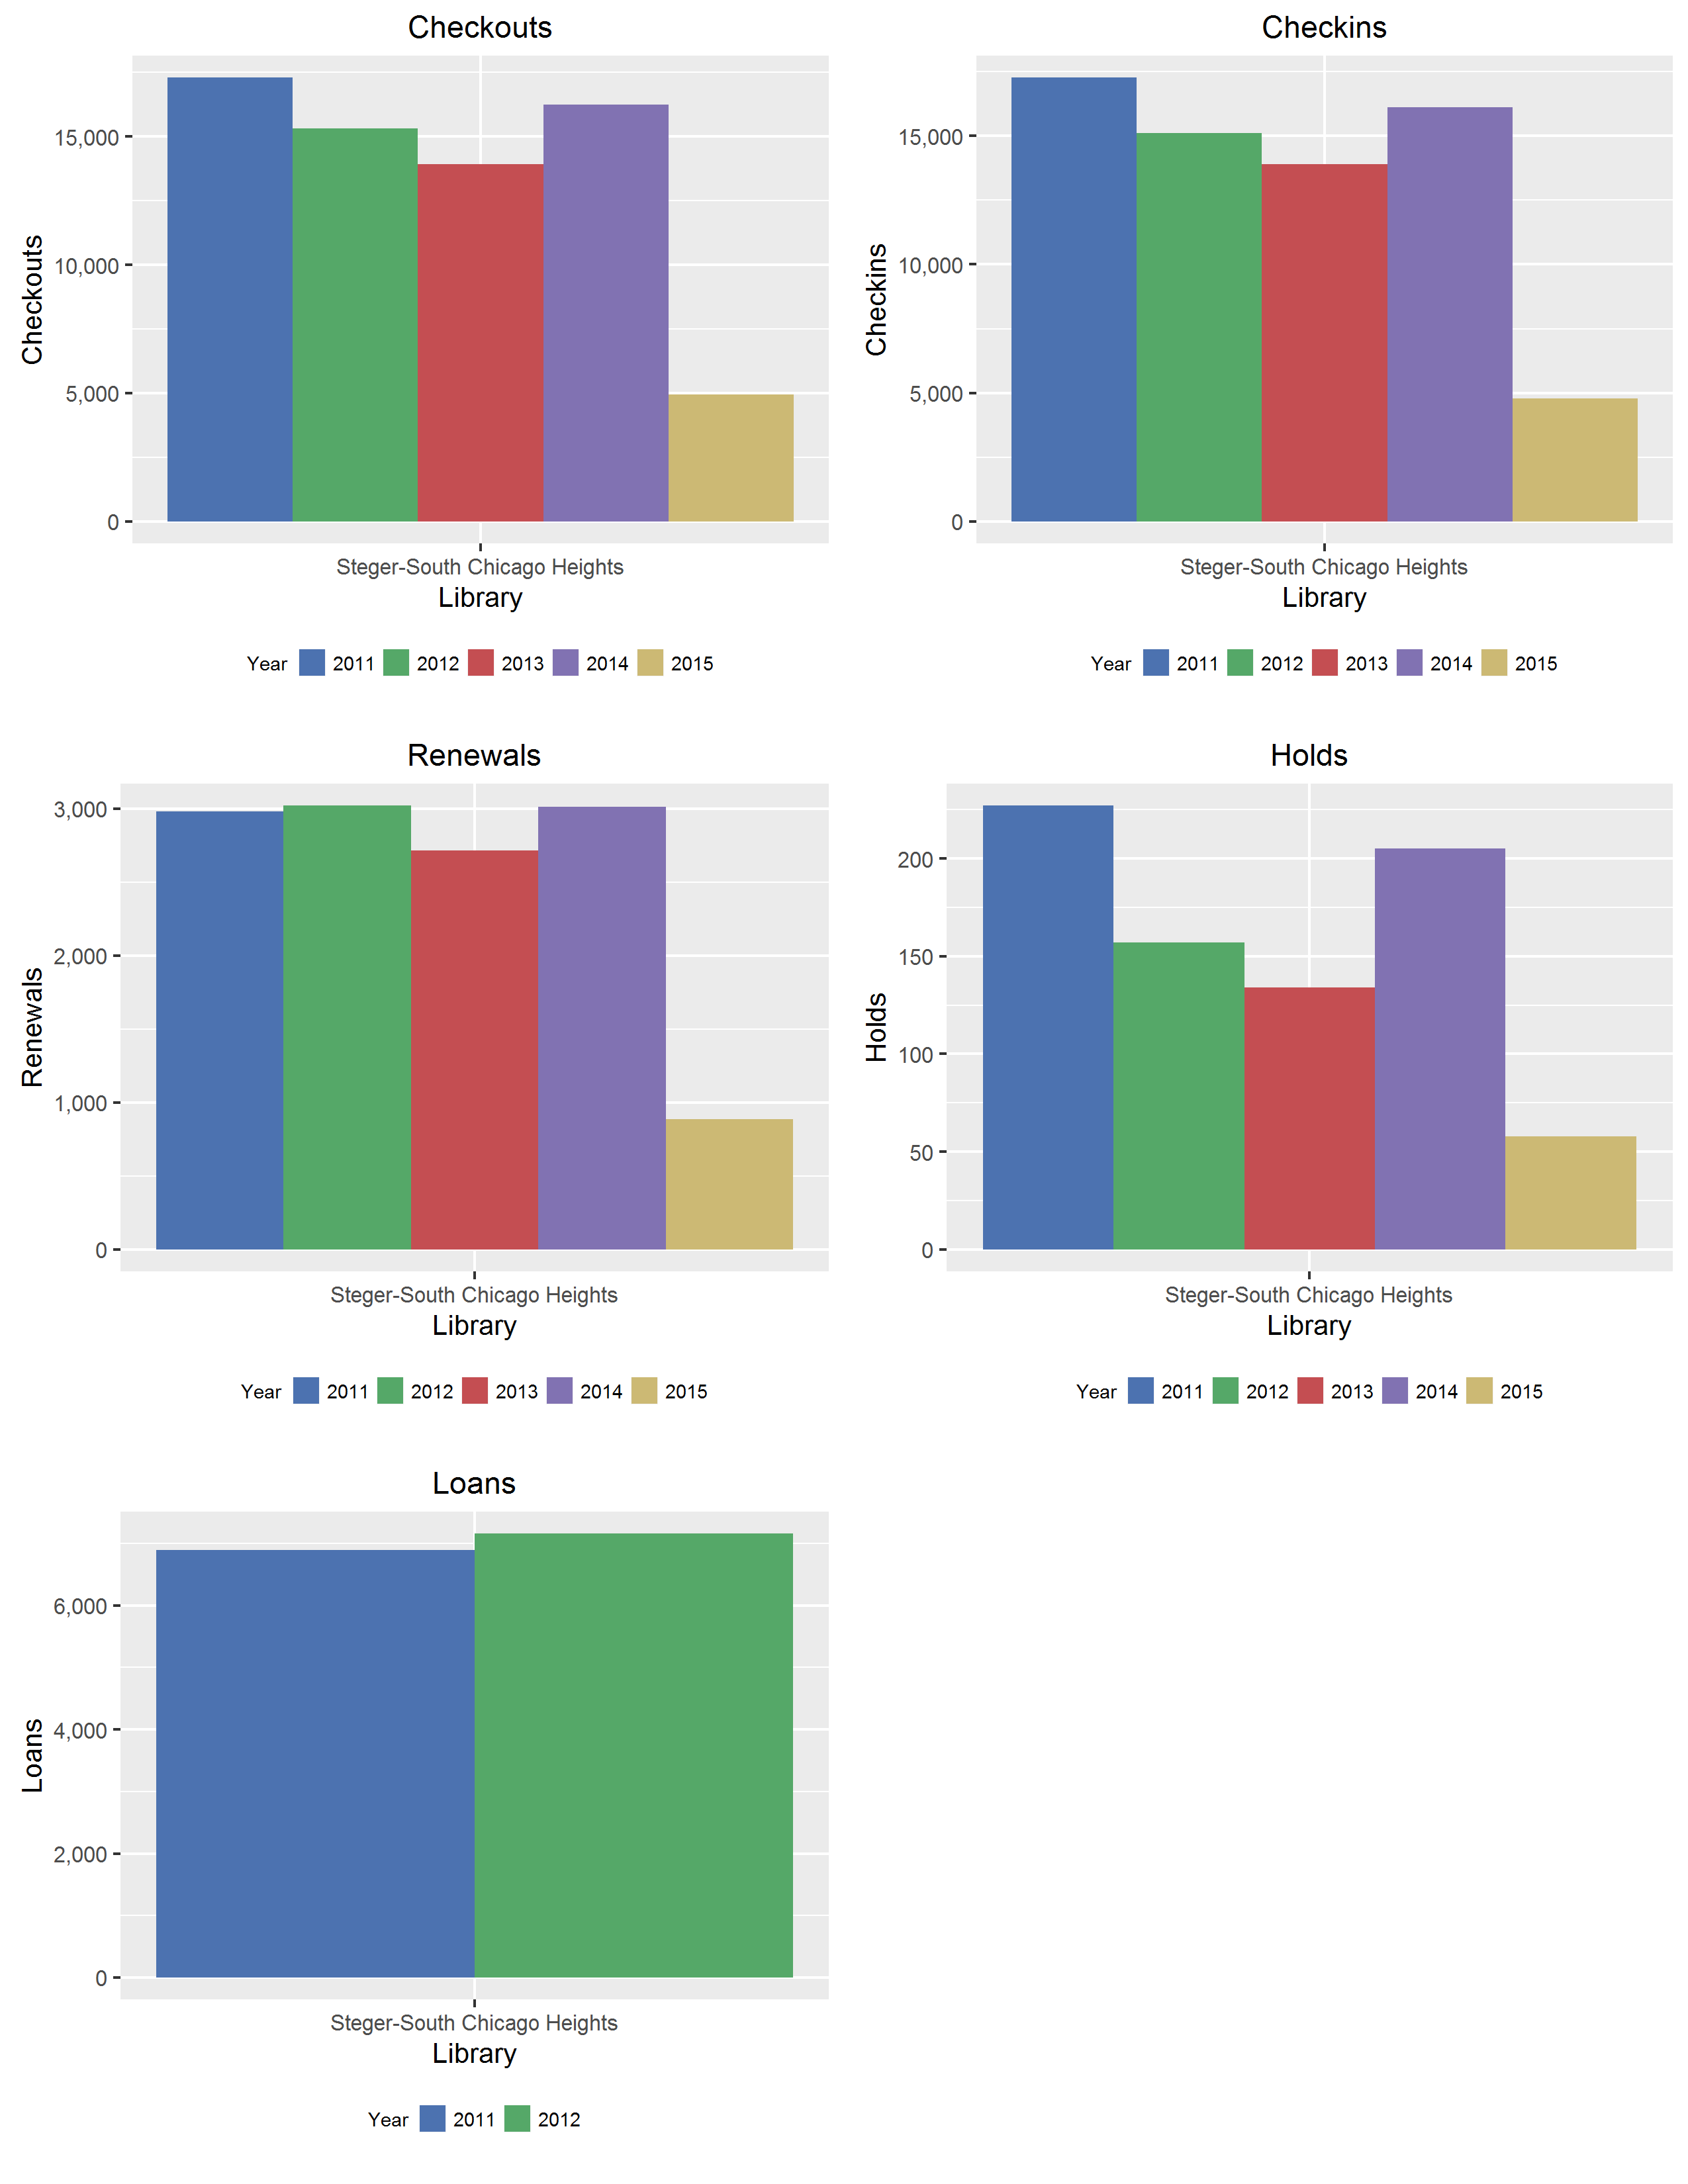 Checkouts
Checkouts
15,000
10,000
5,000
0
Steger-South Chicago Heights
Library
Year 2011 2012 2013 2014 2015
Checkins
Checkins
15,000
10,000
5,000
0
Steger-South Chicago Heights
Library
Year 2011 2012 2013 2014 2015
Renewals
Renewals
3,000
2,000
1,000
0
Steger-South Chicago Heights
Library
Year 2011 2012 2013 2014 2015
Holds
Holds
200
150
100
50
0
Steger-South Chicago Heights
Library
Year 2011 2012 2013 2014 2015
Loans
Loans
6,000
4,000
2,000
0
Steger-South Chicago Heights
Library
Year 2011 2012